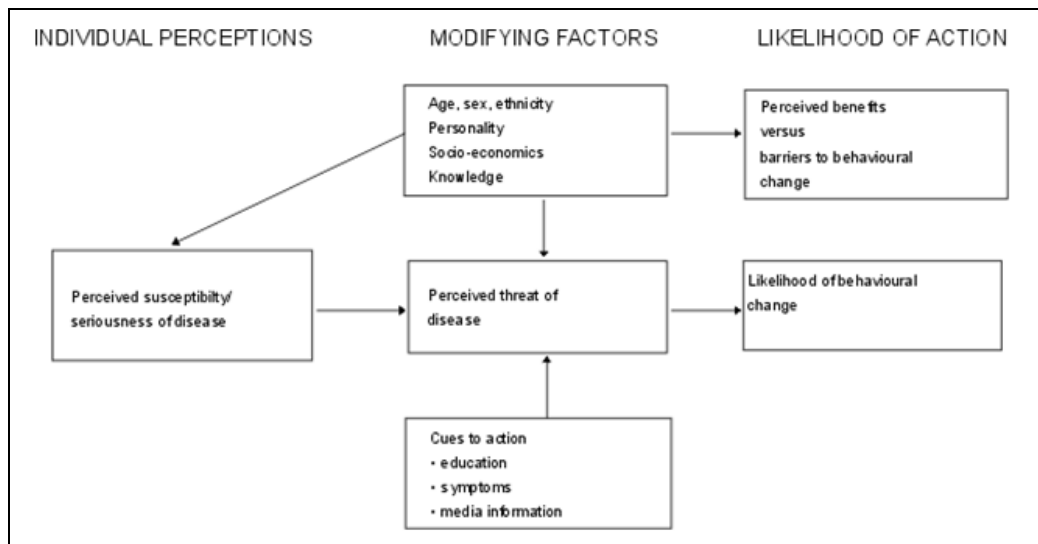 INDIVIDUAL PERCEPTIONS
MODIFYING FACTORS
LIKELIHOOD OF ACTION
Age, sex, ethnicity
Personality
Socio-economics
Knowledge
Perceived benefits
versus
barriers to behavioural
change
Perceived susceptibilty/
seriousness of disease
Perceived threat of
disease
Likelihood of behavioural
change
Cues to action
• education
• symptoms
• media information